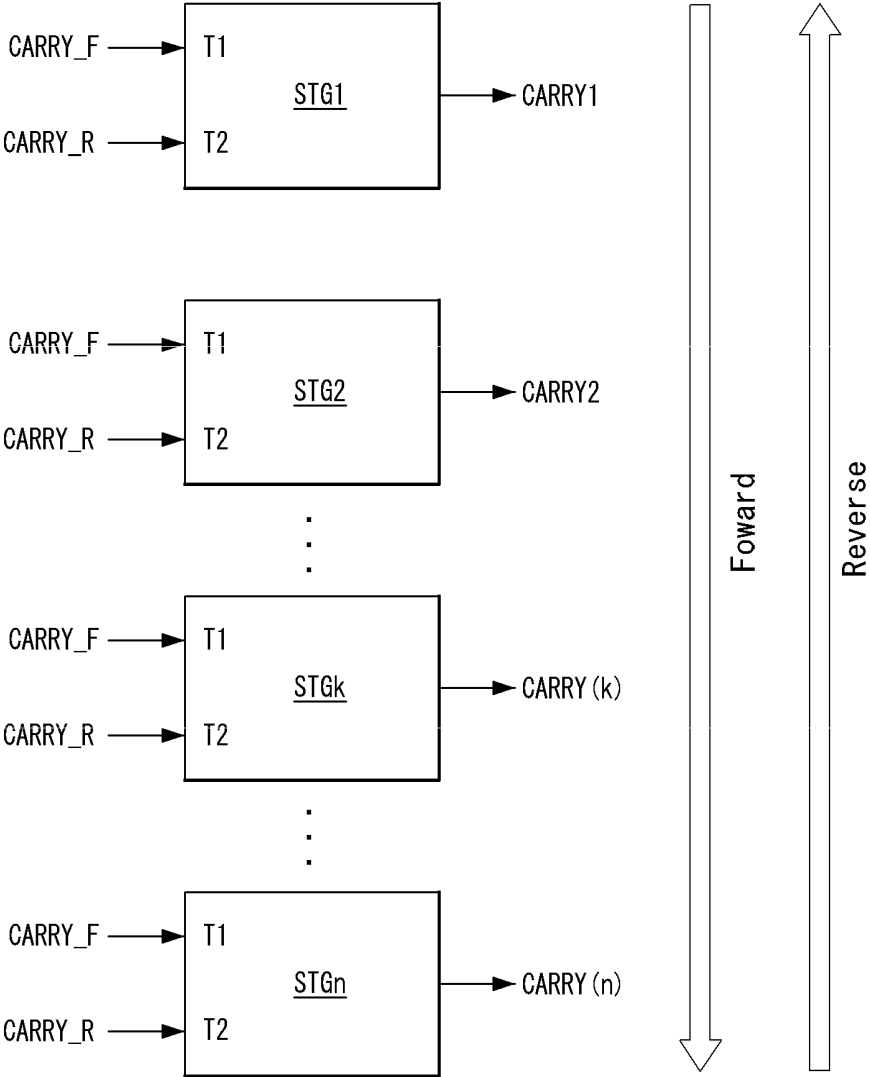 CARRY_F
T1
STG1
CARRY1
CARRY_R
T2
CARRY_F
T1
STG2
CARRY2
CARRY_R
T2
CARRY_F
T1
STGk
CARRY(k)
CARRY_R
T2
CARRY_F
T1
STGn
CARRY(n)
CARRY_R
T2
Foward
Reverse